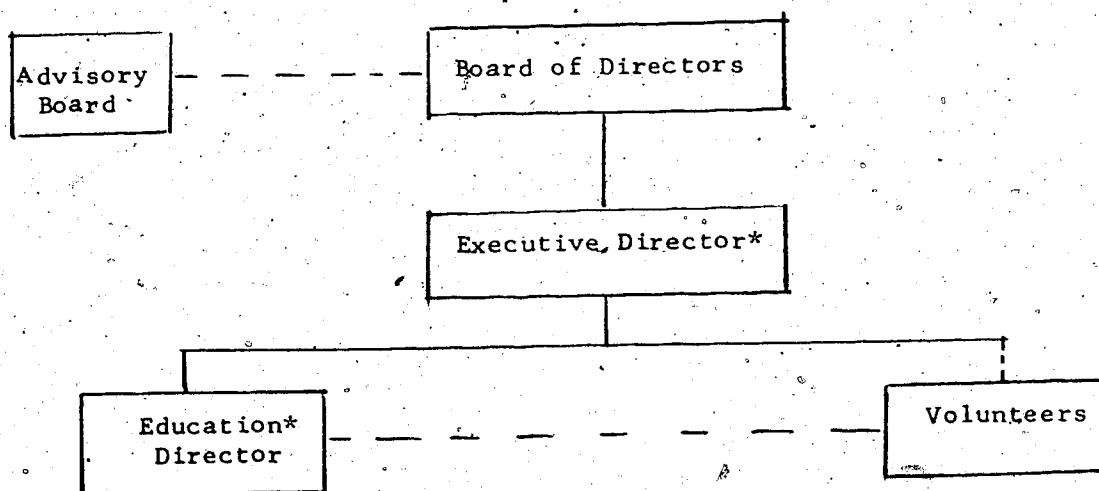 Advisory
Board
Board of Directors
Executive Director*
Education*
Director
Volunteers